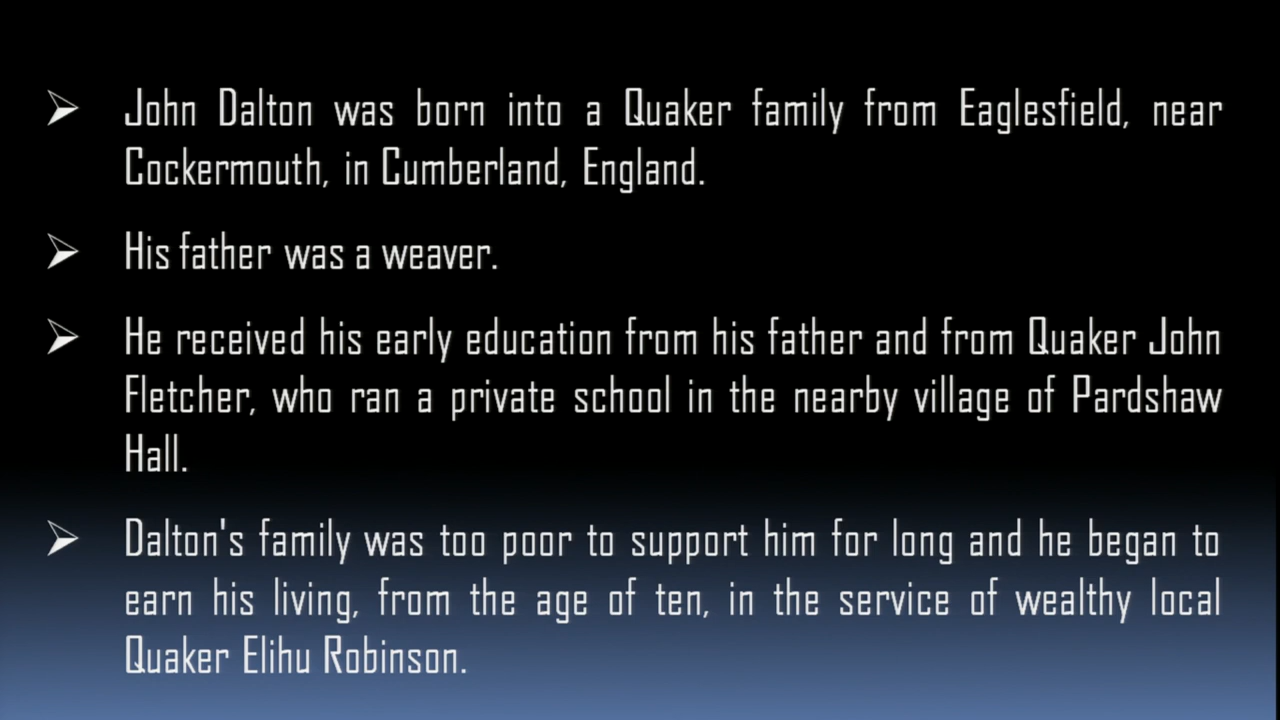 John Dalton was born into a Quaker family from Eaglesfield, near
Cockermouth, in Cumberland, England.
His father was a weaver.
He received his early education from his father and from Quaker John
Fletcher, who ran a private school in the nearby village of Pardshaw
Hall.
Dalton's family was too poor to support him for long and he began to
earn his living, from the age of ten, in the service of wealthy local
Quaker Elihu Robinson.